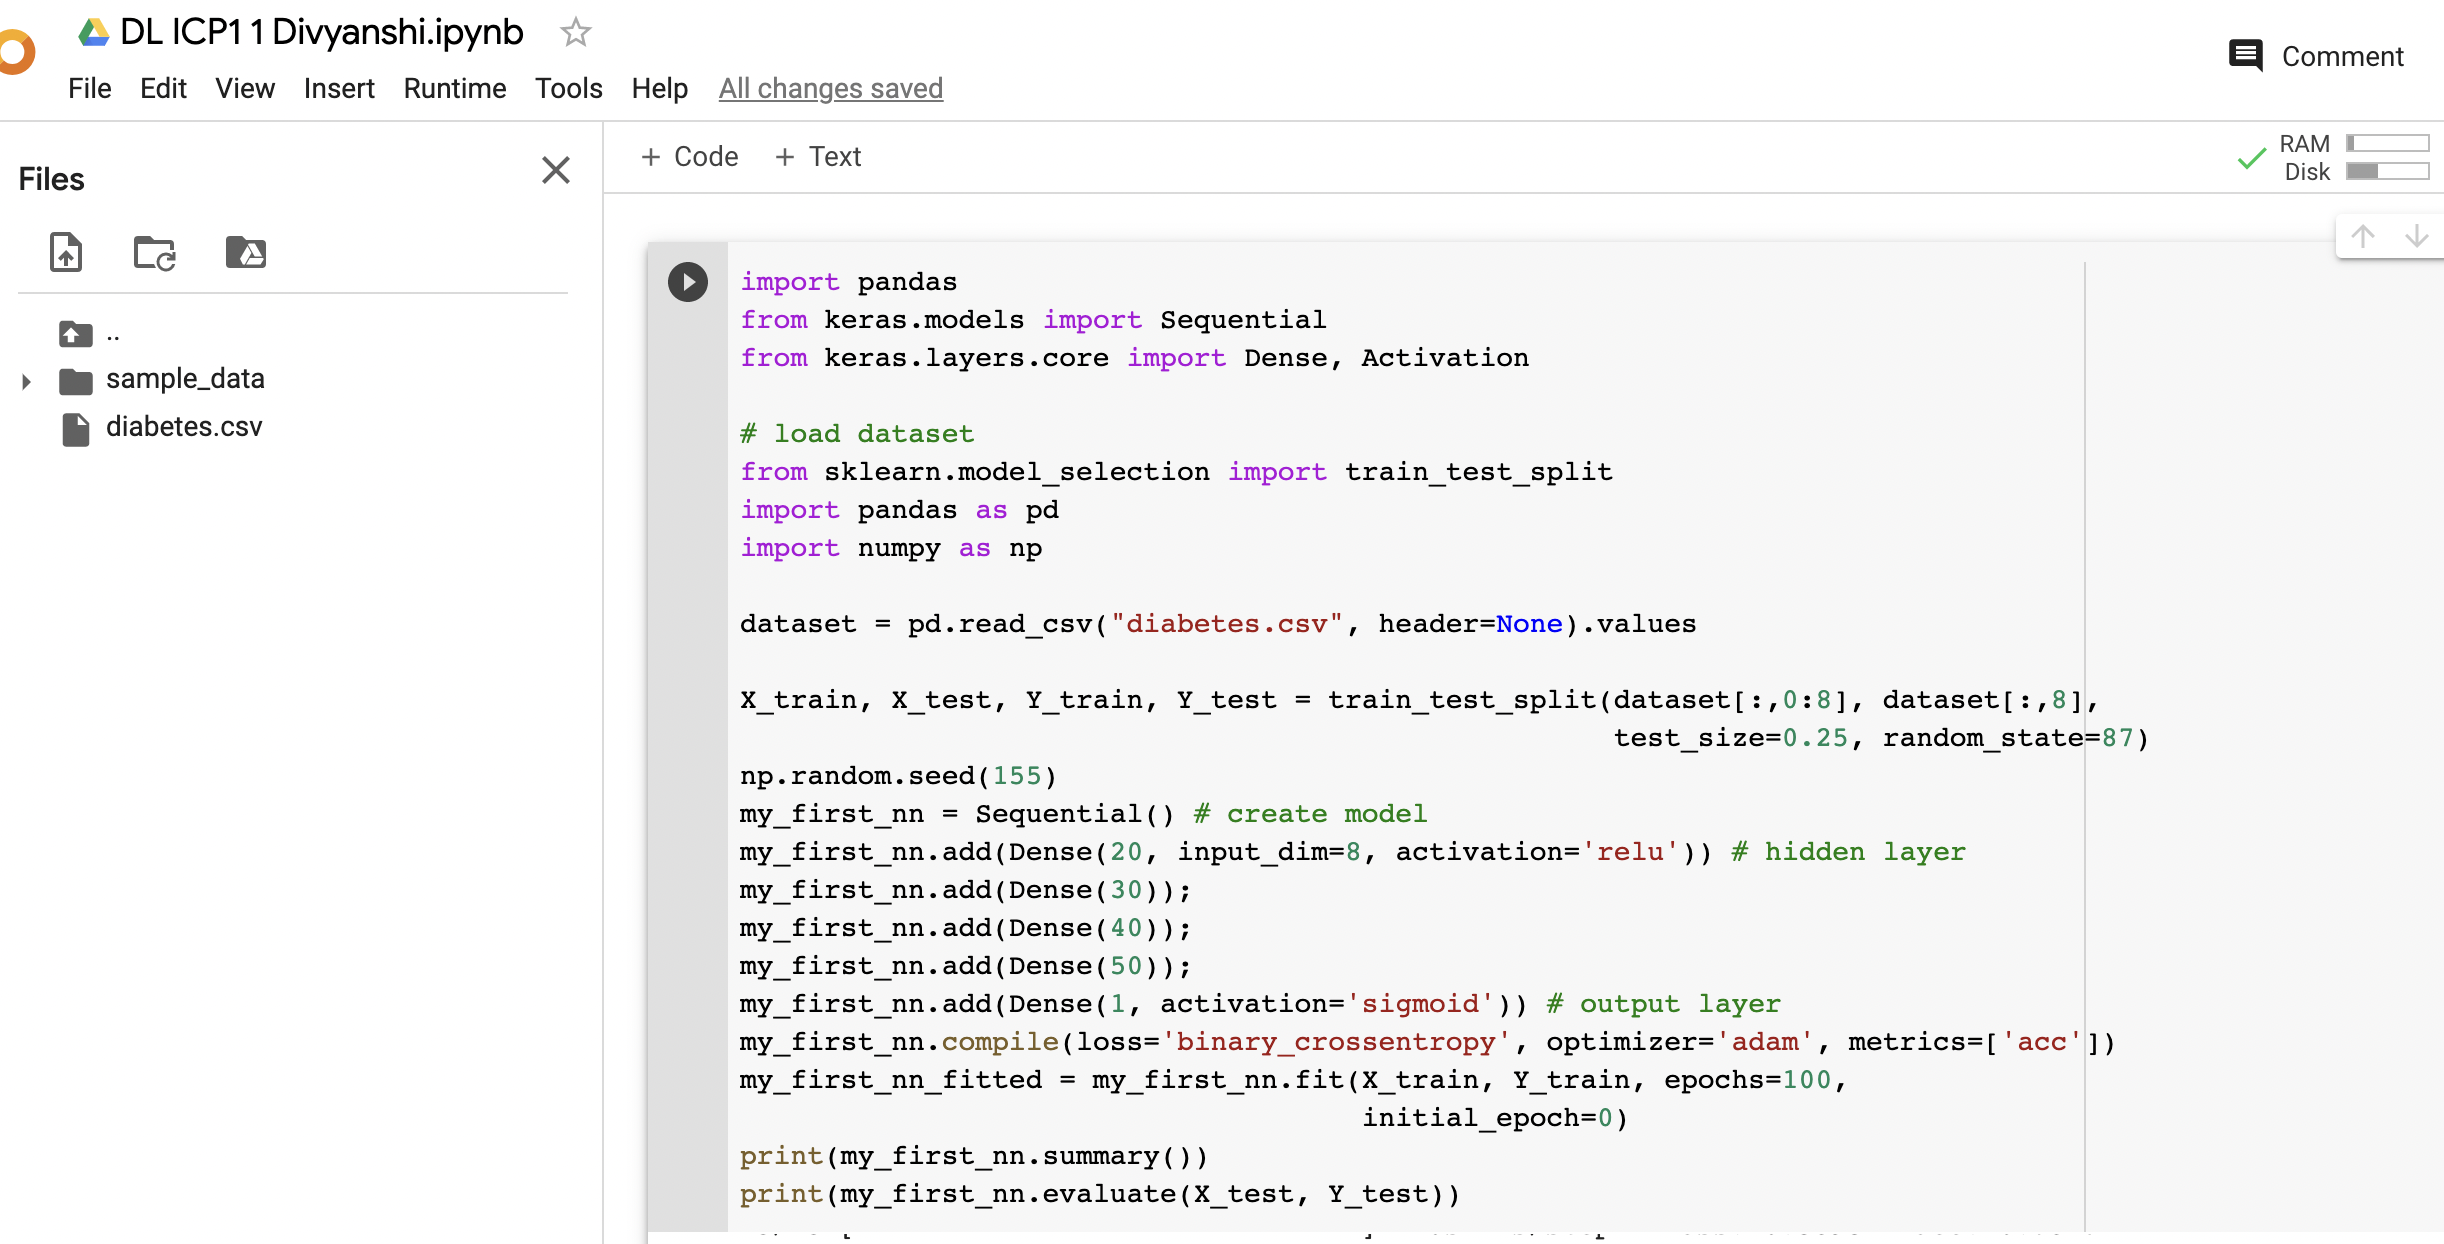 DL ICP1 1 Divyanshi.ipynb
Comment
File Edit View Insert Runtime Tools Help All changes saved
Files
+ Code + Text
RAM
Disk
..
sample_data
diabetes.csv
import pandas
from keras.models import Sequential
from keras.layers.core import Dense, Activation
# load dataset
from sklearn.model_selection import train_test_split
import pandas as pd
import numpy as np
dataset = pd.read_csv("diabetes.csv", header=None).values
X_train, X_test, Y_train, Y_test = train_test_split(dataset[:,0:8], dataset[:,8],
test_size=0.25, random_state=87)
np.random.seed(155)
my_first_nn = Sequential() # create model
my_first_nn.add(Dense(20, input_dim=8, activation='relu')) # hidden layer
my_first_nn.add(Dense(30));
my_first_nn.add(Dense(40));
my_first_nn.add(Dense(50));
my_first_nn.add(Dense(1, activation='sigmoid')) # output layer
my_first_nn.compile(loss='binary_crossentropy', optimizer='adam', metrics=['acc'])
my_first_nn_fitted = my_first_nn.fit(X_train, Y_train, epochs=100,
initial_epoch=0)
print(my_first_nn.summary())
print(my_first_nn.evaluate(X_test, Y_test))